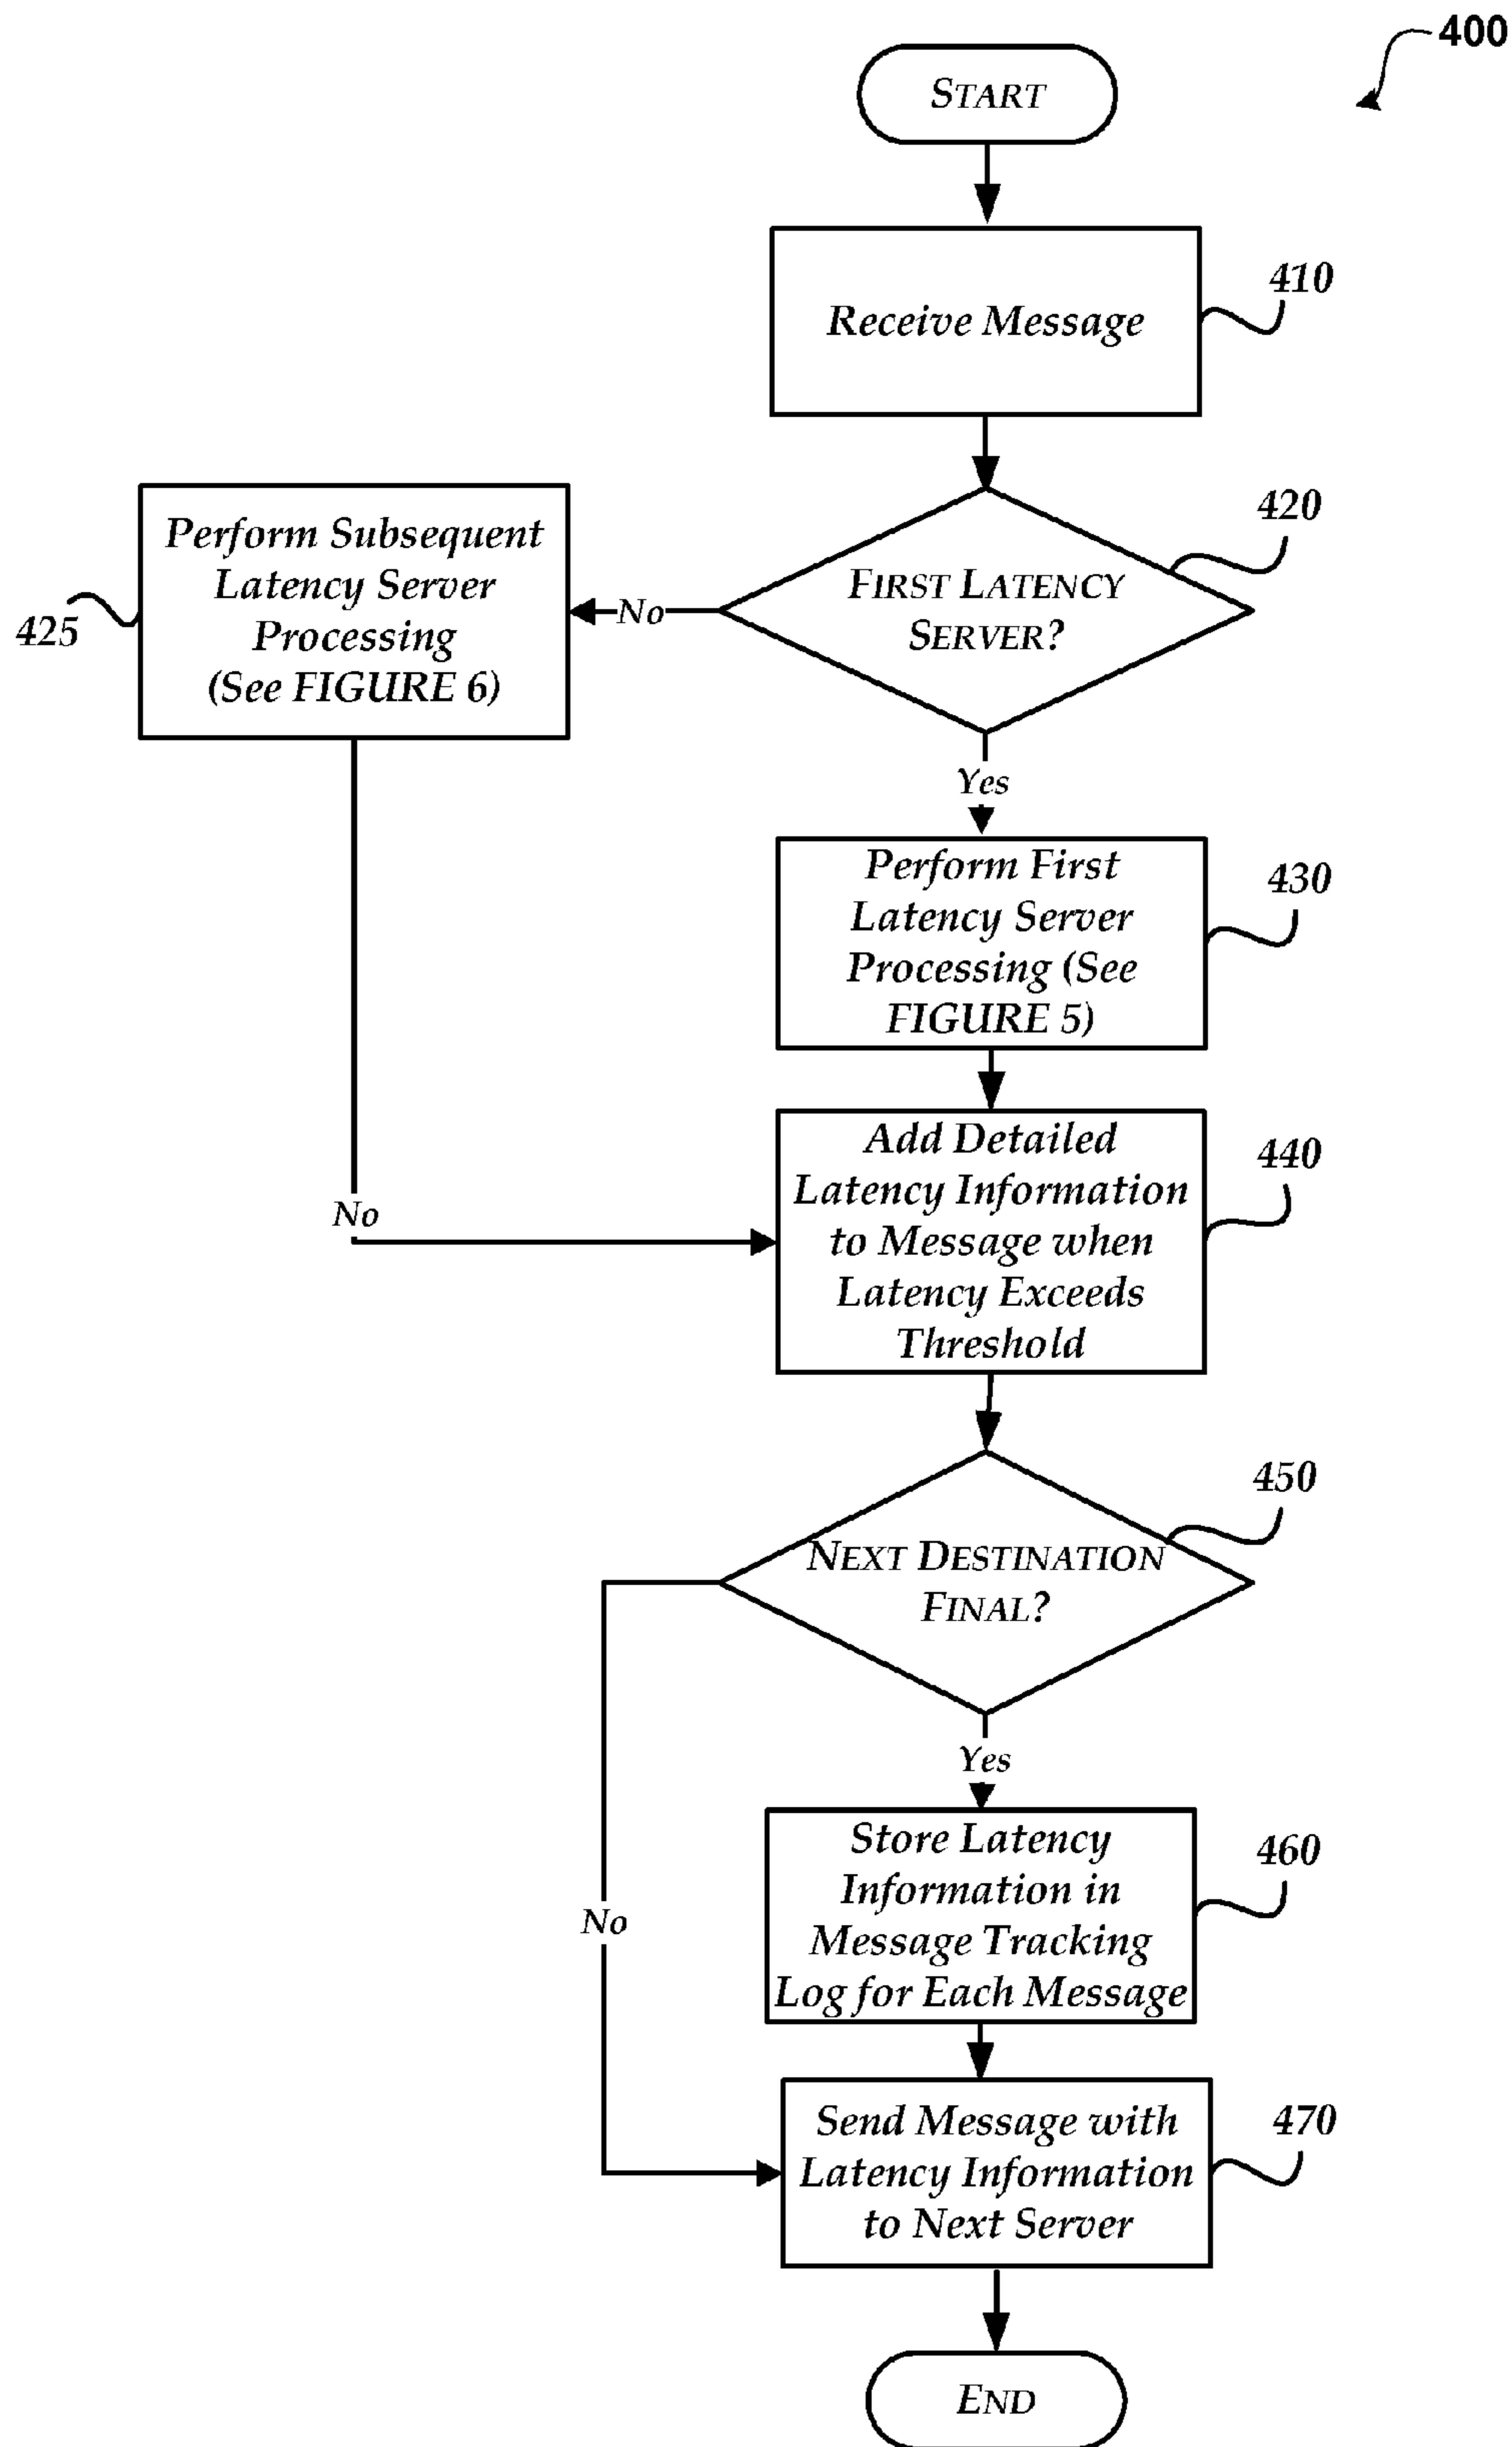 400
START
Receive Message
410
FIRST LATENCY
SERVER?
420
No
Perform Subsequent
Latency Server
Processing
(See FIGURE 6)
425
Yes
Perform First
Latency Server
Processing (See
FIGURE 5)
430
No
Add Detailed
Latency Information
to Message when
Latency Exceeds
Threshold
440
NEXT DESTINATION
FINAL?
450
Yes
Store Latency
Information in
Message Tracking
Log for Each Message
460
No
Send Message with
Latency Information
to Next Server
470
END